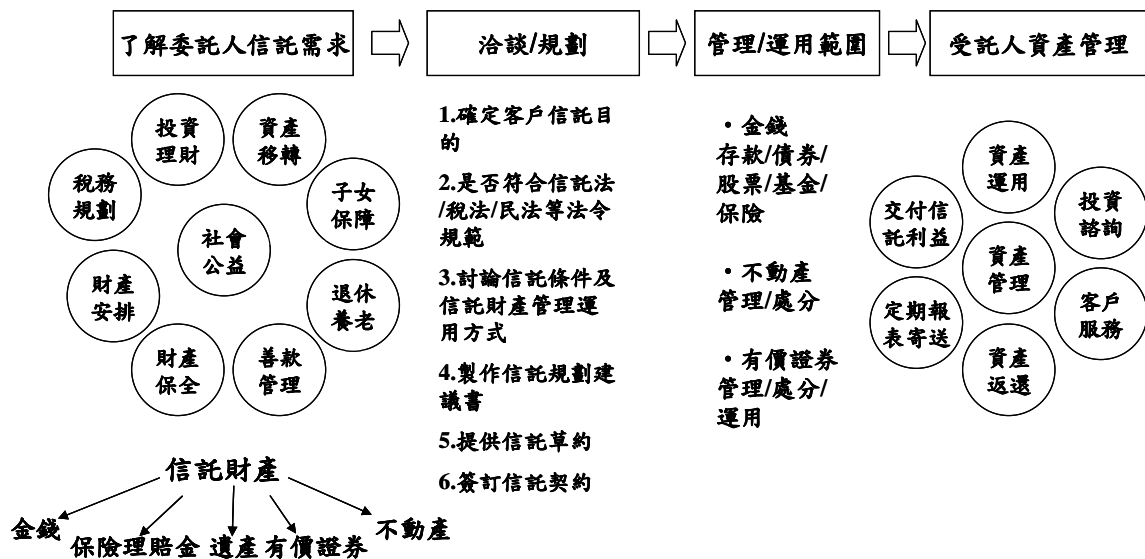 了解委託人信託需求
洽談/規劃
管理/運用範圍
受託人資產管理
投資
理財
資產
移轉
稅務
規劃
子女
保障
社會
公益
財產
安排
退休
養老
財產
保全
善款
管理
信託財產
金錢
保險理賠金
遺產
有價證券
不動產
1.確定客戶信託目
的
2.是否符合信託法
/稅法/民法等法令
規範
3.討論信託條件及
信託財產管理運
用方式
4.製作信託規劃建
議書
5.提供信託草約
6.簽訂信託契約
•金錢
存款/債券/
股票/基金/
保險
•不動產
管理/處分
•有價證券
管理/處分/
運用
資產
運用
交付信
託利益
投資
諮詢
資產
管理
定期報
表寄送
客戶
服務
資產
返還